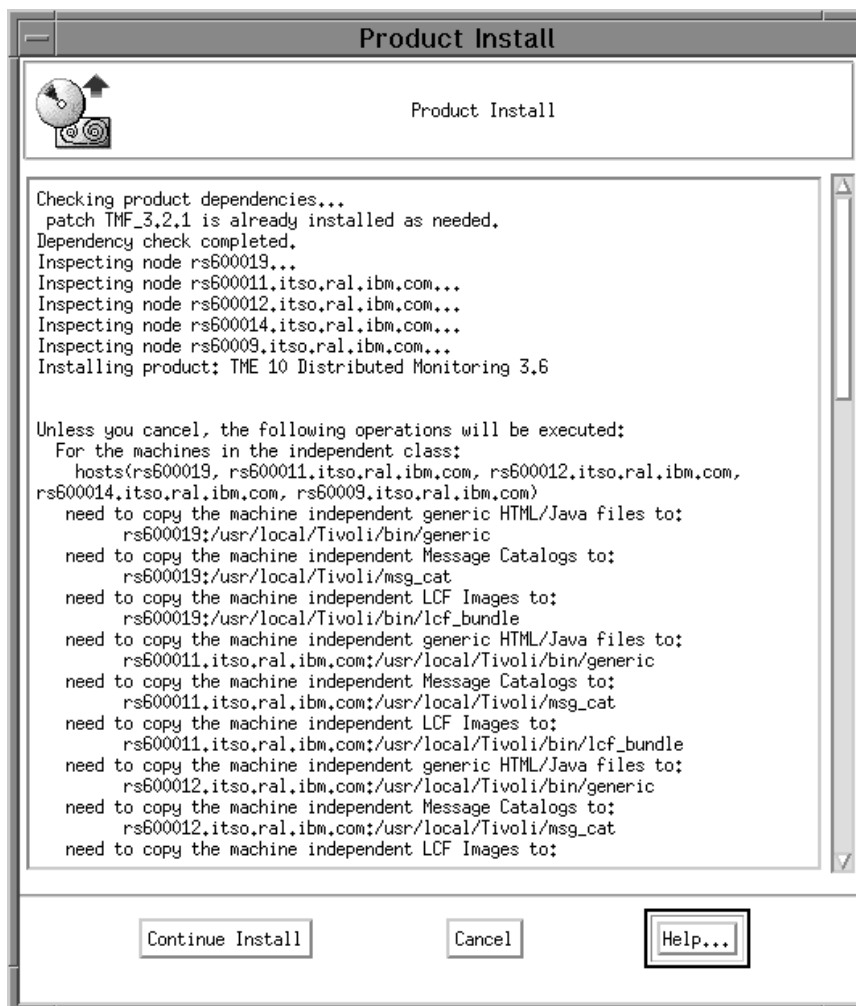 Product Install
Product Install
Checking product dependencies...
 patch TMF_3.2.1 is already installed as needed.
Dependency check completed.
Inspecting node rs600019...
Inspecting node rs600011.itso.ral.ibm.com...
Inspecting node rs600012.itso.ral.ibm.com...
Inspecting node rs600014.itso.ral.ibm.com...
Inspecting node rs60009.itso.ral.ibm.com...
Installing product: TME 10 Distributed Monitoring 3.6
Unless you cancel, the following operations will be executed:
  For the machines in the independent class:
    hosts(rs600019, rs600011.itso.ral.ibm.com, rs600012.itso.ral.ibm.com,
rs600014.itso.ral.ibm.com, rs60009.itso.ral.ibm.com)
   need to copy the machine independent generic HTML/Java files to:
         rs600019:/usr/local/Tivoli/bin/generic
   need to copy the machine independent Message Catalogs to:
         rs600019:/usr/local/Tivoli/msg_cat
   need to copy the machine independent LCF Images to:
         rs600019:/usr/local/Tivoli/bin/lcf_bundle
   need to copy the machine independent generic HTML/Java files to:
         rs600011.itso.ral.ibm.com:/usr/local/Tivoli/bin/generic
   need to copy the machine independent Message Catalogs to:
         rs600011.itso.ral.ibm.com:/usr/local/Tivoli/msg_cat
   need to copy the machine independent LCF Images to:
         rs600011.itso.ral.ibm.com:/usr/local/Tivoli/bin/lcf_bundle
   need to copy the machine independent generic HTML/Java files to:
         rs600012.itso.ral.ibm.com:/usr/local/Tivoli/bin/generic
   need to copy the machine independent Message Catalogs to:
         rs600012.itso.ral.ibm.com:/usr/local/Tivoli/msg_cat
   need to copy the machine independent LCF Images to:
Continue Install Cancel Help...